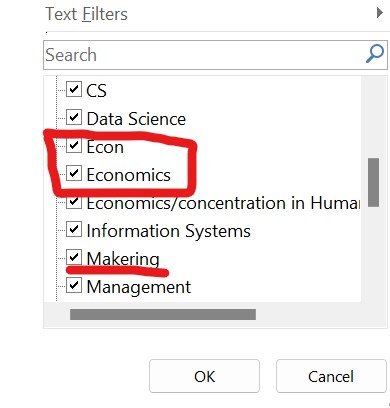 Text Filters
Search
CS
Data Science
Econ
Economics
Economics/concentration in Human
Information Systems
Makering
Management
OK
Cancel